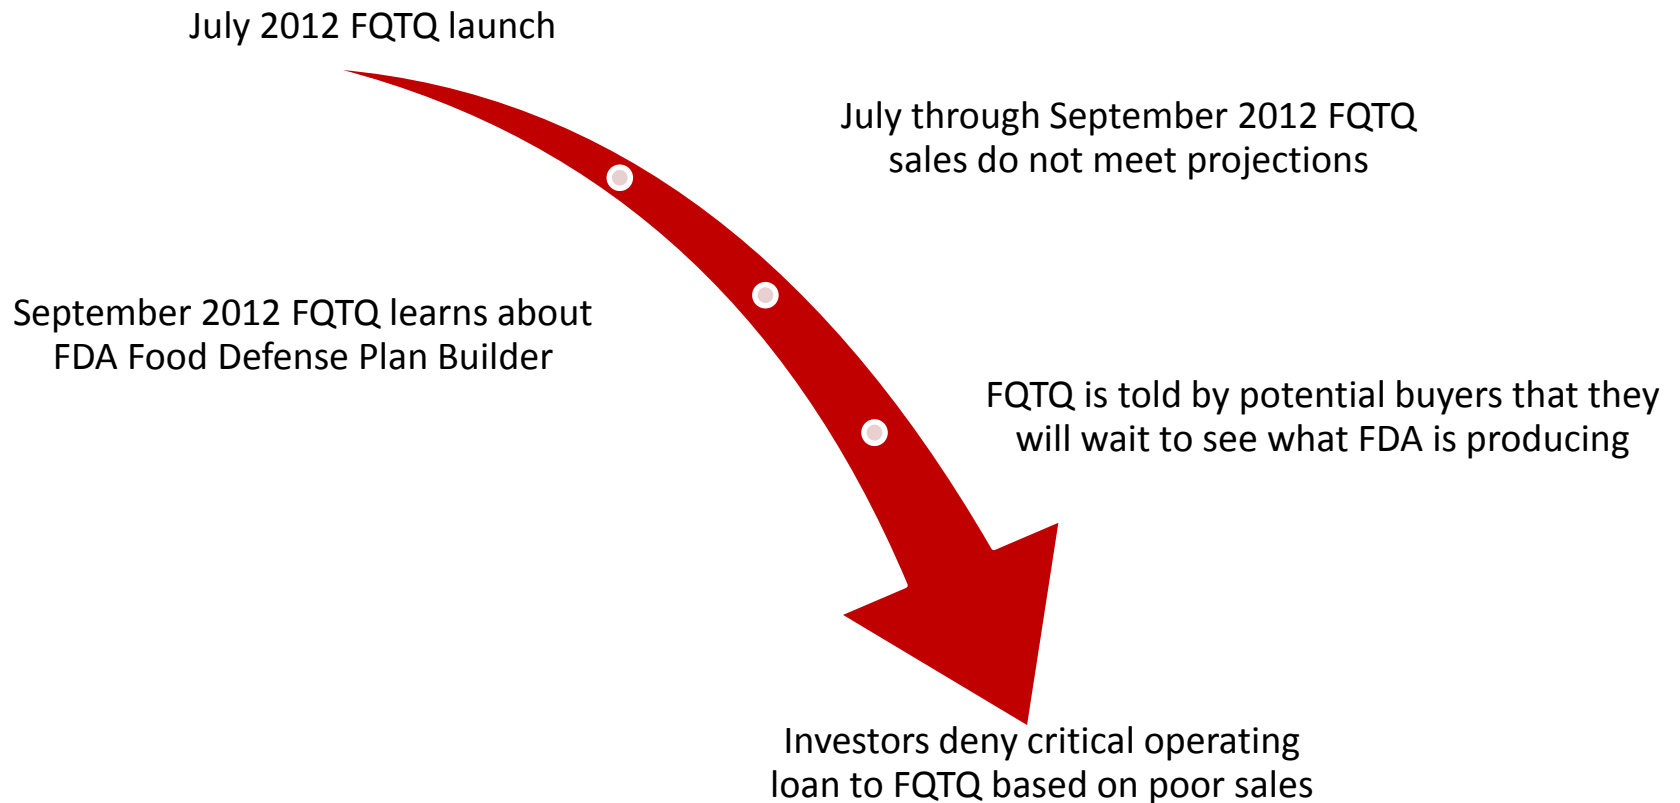 July 2012 FQTQ launch
July through September 2012 FQTQ
sales do not meet projections
September 2012 FQTQ learns about
FDA Food Defense Plan Builder
FQTQ is told by potential buyers that they
will wait to see what FDA is producing
Investors deny critical operating
loan to FQTQ based on poor sales